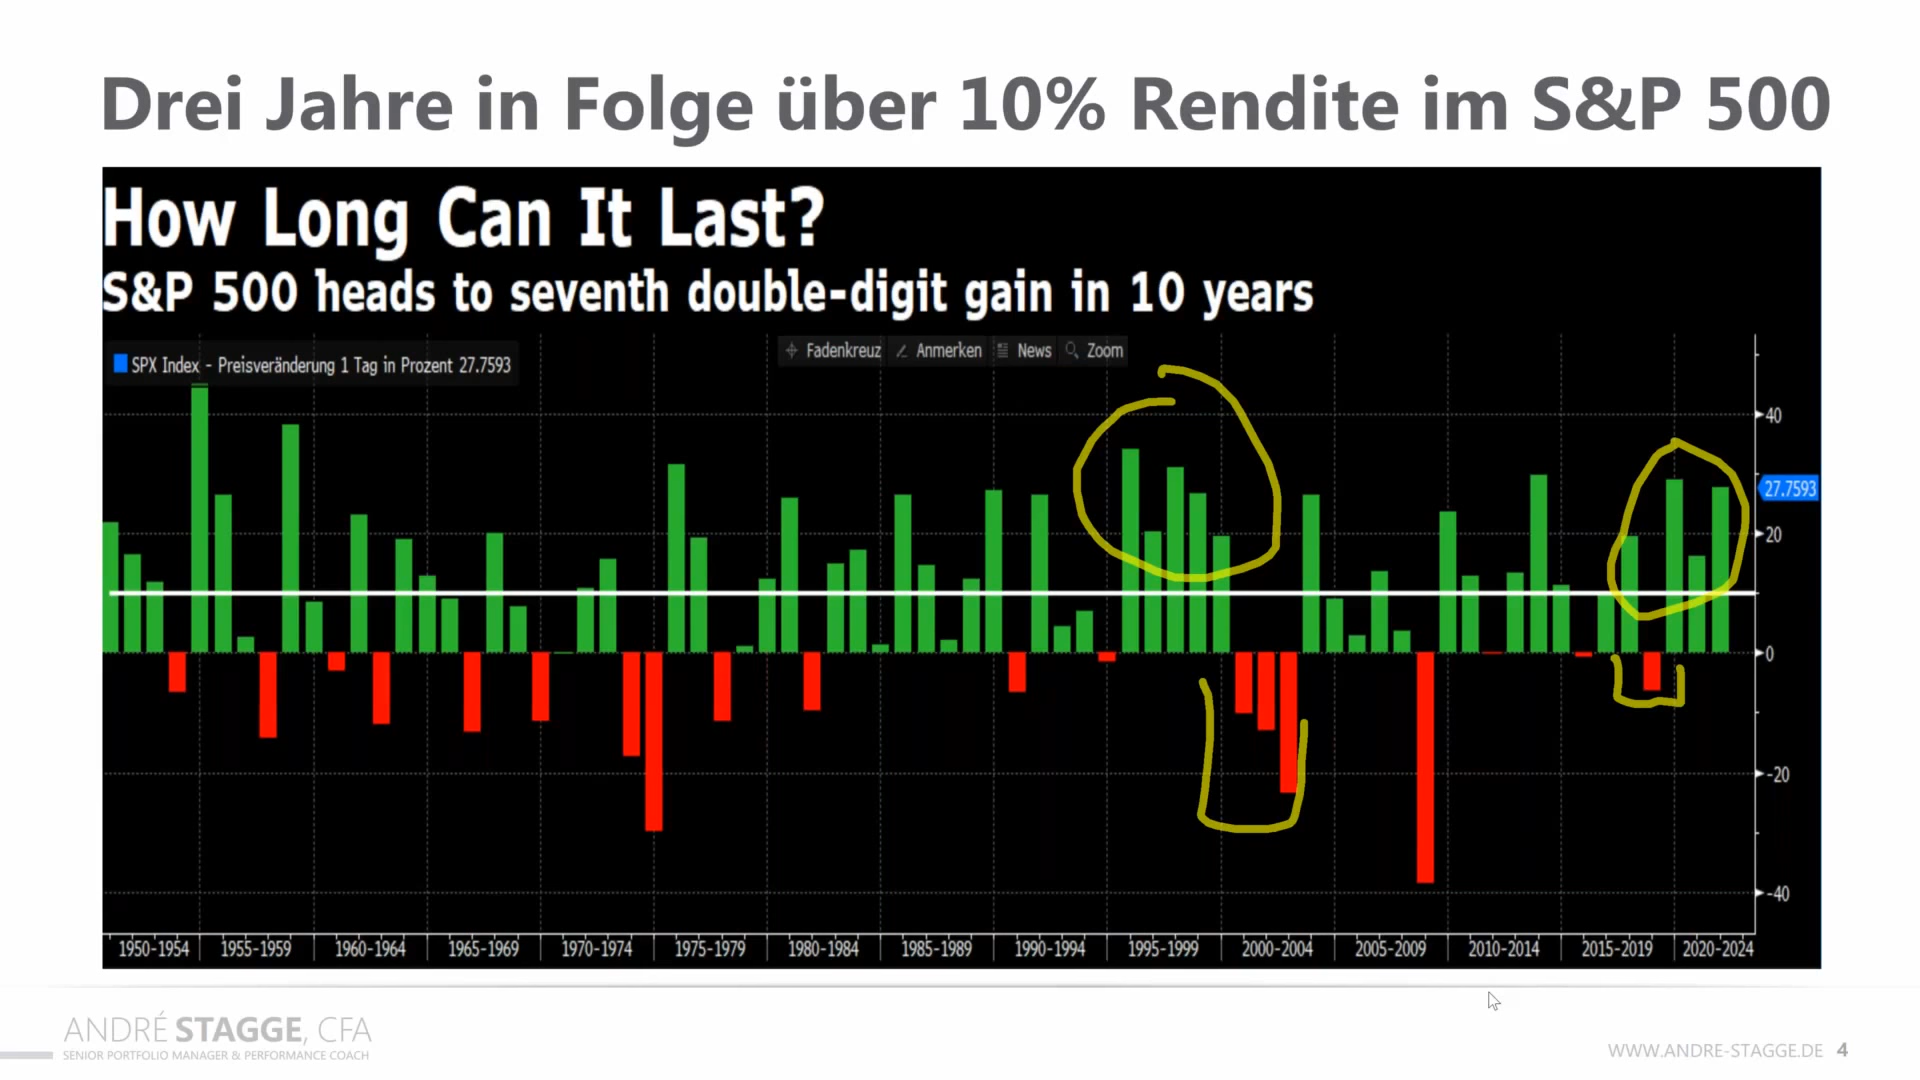 Drei Jahre in Folge über 10% Rendite im S&P 500
How Long Can It Last?
S&P 500 heads to seventh double-digit gain in 10 years
SPX Index - Preisveränderung 1 Tag in Prozent 27.7593
Fadenkreuz Anmerken News Zoom
40
27.7593
20
0
-20
-40
1950-1954 1955-1959 1960-1964 1965-1969 1970-1974 1975-1979 1980-1984 1985-1989 1990-1994 1995-1999 2000-2004 2005-2009 2010-2014 2015-2019 2020-2024
ANDRÉ STAGGE, CFA
SENIOR PORTFOLIO MANAGER & PERFORMANCE COACH
WWW.ANDRE-STAGGE.DE 4